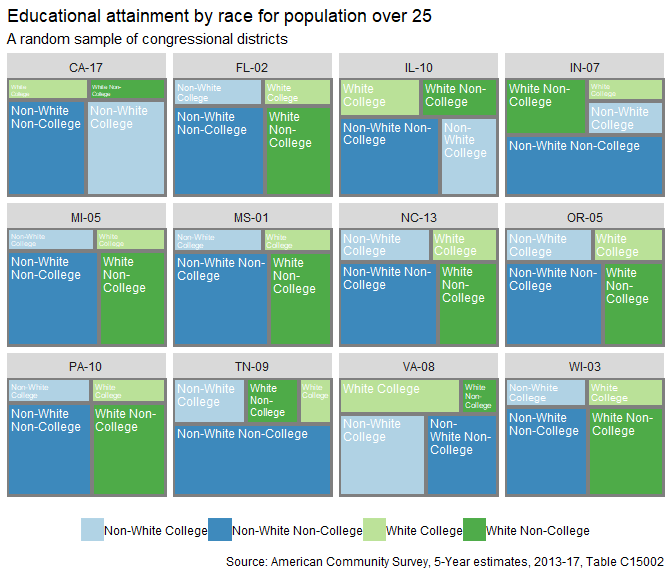 Educational attainment by race for population over 25
A random sample of congressional districts
CA-17
White
College
White Non-
College
Non-White
Non-College
Non-White
College
FL-02
Non-White
College
White
College
Non-White
Non-College
White
Non-
College
IL-10
White
College
White Non-
College
Non-White Non-
College
Non-
White
College
IN-07
White Non-
College
White
College
Non-White
College
Non-White Non-College
MI-05
Non-White
College
White
College
Non-White
Non-College
White
Non-
College
MS-01
Non-White
College
White
College
Non-White Non-
College
White
Non-
College
NC-13
Non-White
College
White
College
Non-White Non-
College
White
Non-
College
OR-05
Non-White
College
White
College
Non-White Non-
College
White
Non-
College
PA-10
Non-White
College
White
College
Non-White
Non-College
White Non-
College
TN-09
Non-White
College
White
Non-
College
White
College
Non-White Non-College
VA-08
White College
White
Non-
College
Non-White
College
Non-
White Non-
College
WI-03
Non-White
College
White
College
Non-White
Non-College
White Non-
College
Non-White College Non-White Non-College White College White Non-College
Source: American Community Survey, 5-Year estimates, 2013-17, Table C15002